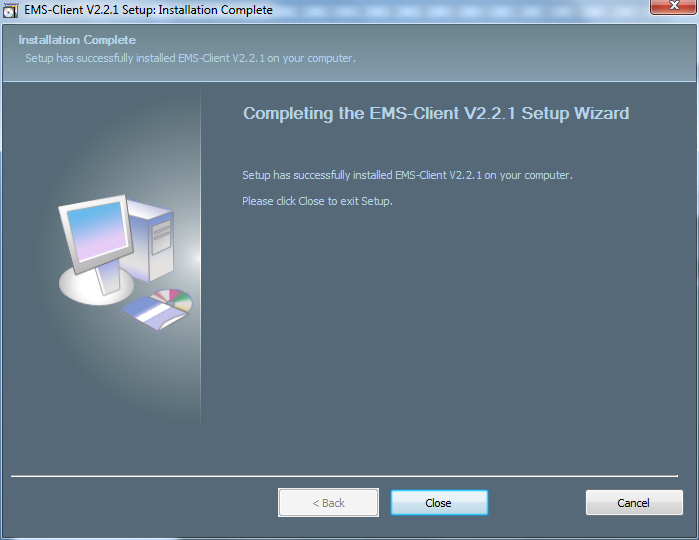 EMS-Client V2.2.1 Setup: Installation Complete
Installation Complete
Setup has successfully installed EMS-Client V2.2.1 on your computer.
Completing the EMS-Client V2.2.1 Setup Wizard
Setup has successfully installed EMS-Client V2.2.1 on your computer.
Please click Close to exit Setup.
< Back
Close
Cancel